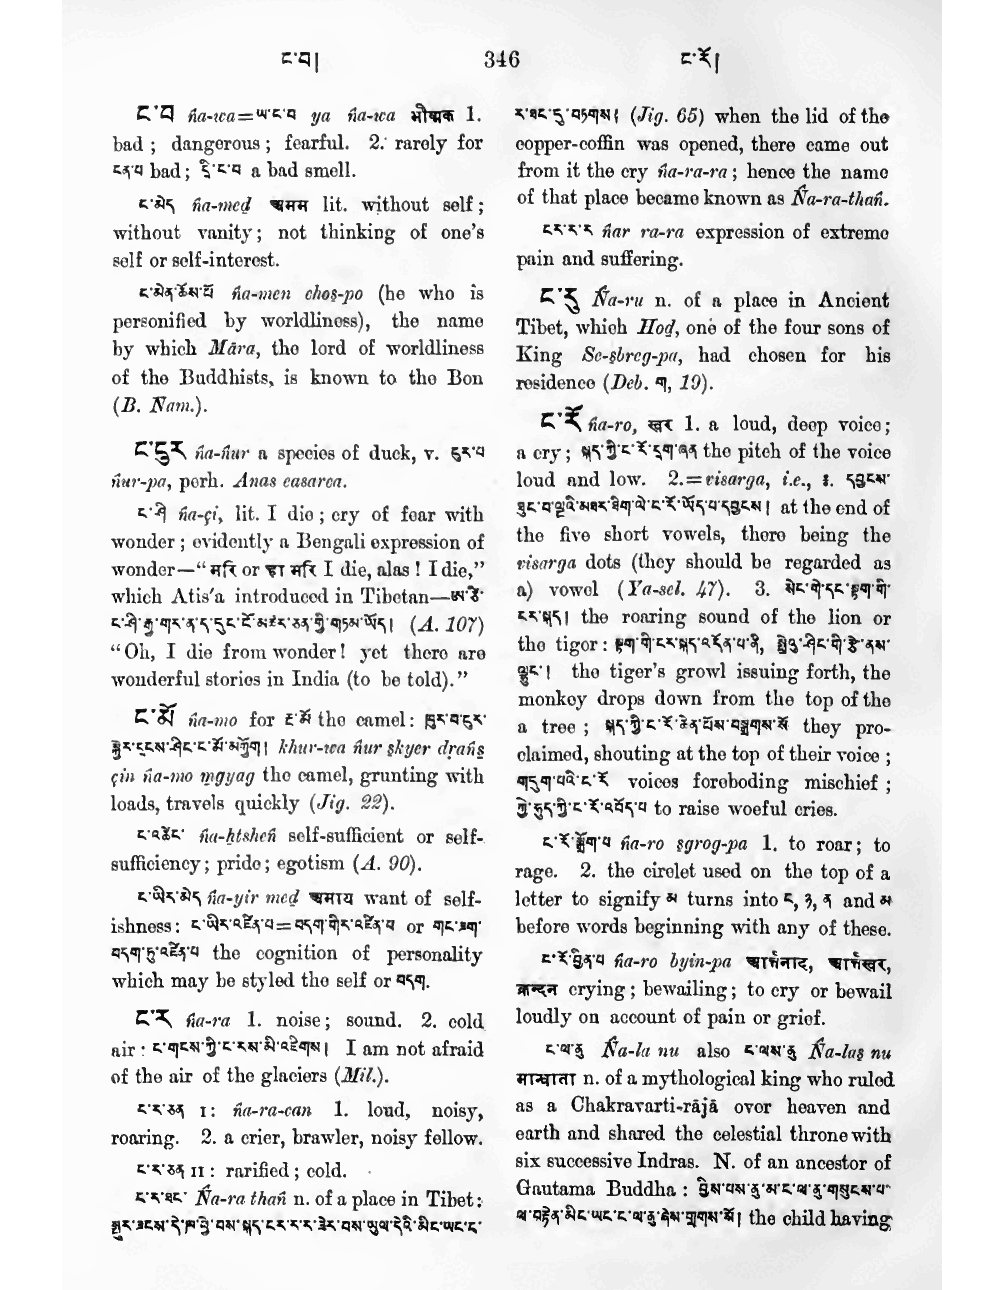 ང་བ། 346 ང་རོ།
ང་བ ṅa-wa=ཡ་ང་བ ya ṅa-wa भीष्मक 1.
bad; dangerous; fearful. 2. rarely for
ངན་པ bad; དྲི་ང་བ a bad smell.
ང་མེད ṅa-meḍ अमम lit. without self;
without vanity; not thinking of one's
self or self-interest.
ང་མེན་ཆོས་པོ ṅa-men choṣ-po (he who is
personified by worldliness), the name
by which Māra, the lord of worldliness
of the Buddhists, is known to the Bon
(B. Nam.).
ང་ངུར ṅa-ṅur a species of duck, v. ངུར་པ
ṅur-pa, perh. Anas casarca.
ང་ཤི ṅa-çi, lit. I die; cry of fear with
wonder; evidently a Bengali expression of
wonder—“मरि or हा मरि I die, alas! I die,”
which Atis'a introduced in Tibetan—ཨ་ཙི་
ང་ཤི་རྒྱ་གར་ན་ད་དུང་ངོ་མཚར་ཅན་གྱི་གཏམ་ཡོད། (A. 107)
“Oh, I die from wonder! yet there are
wonderful stories in India (to be told).”
ང་མོ ṅa-mo for རྔ་མོ the camel: ཁུར་བ་ངུར་
སྐྱེར་དྲངས་ཤིང་ང་མོ་མགྱོག། khur-wa ṅur ṣkyer ḍraṅṣ
çiṅ ṅa-mo m̱gyag the camel, grunting with
loads, travels quickly (Jig. 22).
ང་འཚེང་ ṅa-ḥtsheṅ self-sufficient or self-
sufficiency; pride; egotism (A. 90).
ང་ཡིར་མེད ṅa-yir meḍ अमाय want of self-
ishness: ང་ཡིར་འཛིན་པ=བདག་གིར་འཛིན་པ or གང་ཟག་
བདག་ཏུ་འཛིན་པ the cognition of personality
which may be styled the self or བདག.
ང་ར ṅa-ra 1. noise; sound. 2. cold
air: ང་གངས་ཀྱི་ང་རས་མི་འཇིགས། I am not afraid
of the air of the glaciers (Mil.).
ང་ར་ཅན I: ṅa-ra-can 1. loud, noisy,
roaring. 2. a crier, brawler, noisy fellow.
ང་ར་ཅན II: rarified; cold.
ང་ར་ཐང་ Ṅa-ra thaṅ n. of a place in Tibet:
རྒྱར་ཟངས་དེ་ཁ་ཕྱེ་བས་སྐད་ངར་ར་ར་ཟེར་བས་ཡུལ་དེའི་མིང་ཡང་ང་
ར་ཐང་དུ་བཏགས། (Jig. 65) when the lid of the
copper-coffin was opened, there came out
from it the cry ṅa-ra-ra; hence the name
of that place became known as Ṅa-ra-thaṅ.
ངར་ར་ར ṅar ra-ra expression of extreme
pain and suffering.
ང་རུ Ṅa-ru n. of a place in Ancient
Tibet, which Hoḍ, one of the four sons of
King Se-ṣbreg-pa, had chosen for his
residence (Deb. ག, 19).
ང་རོ ṅa-ro, स्वर 1. a loud, deep voice;
a cry; སྐད་ཀྱི་ང་རོ་དག་ཞན the pitch of the voice
loud and low. 2.=visarga, i.e., ཿ. དབྱངས་
ཐུང་བ་ལྔའི་མཐར་ཐིག་ལེ་ང་རོ་ཡོད་པ་དབྱངས། at the end of
the five short vowels, there being the
visarga dots (they should be regarded as
a) vowel (Ya-sel. 47). 3. སེང་གེ་དང་སྟག་གི་
ངར་སྐད། the roaring sound of the lion or
the tiger: སྟག་གི་ངར་སྐད་འདོན་པ་ནི, སྤྲེའུ་ཤིང་གི་རྩེ་ནས་
ལྷུང་། the tiger's growl issuing forth, the
monkey drops down from the top of the
a tree; སྐད་ཀྱི་ང་རོ་ཆེན་པོས་བསྒྲགས་སོ they pro-
claimed, shouting at the top of their voice;
གདུག་པའི་ང་རོ voices foreboding mischief;
ཀྱེ་ཧུད་ཀྱི་ང་རོ་འབོད་པ to raise woeful cries.
ང་རོ་སྒྲོག་པ ṅa-ro ṣgrog-pa 1. to roar; to
rage. 2. the circlet used on the top of a
letter to signify མ turns into ང, ཉ, ན and མ
before words beginning with any of these.
ང་རོ་བྱིན་པ ṅa-ro byin-pa आर्त्तनाद, आर्त्तस्वर,
क्रन्दन crying; bewailing; to cry or bewail
loudly on account of pain or grief.
ང་ལ་ནུ Ṅa-la nu also ང་ལས་ནུ Ṅa-laṣ nu
मान्धाता n. of a mythological king who ruled
as a Chakravarti-rājā over heaven and
earth and shared the celestial throne with
six successive Indras. N. of an ancestor of
Gautama Buddha: བྱིས་པས་ནུ་མ་ང་ལ་ནུ་གསུངས་པ་
ལ་བརྟེན་མིང་ཡང་ང་ལ་ནུ་ཞེས་གྲགས་སོ། the child having